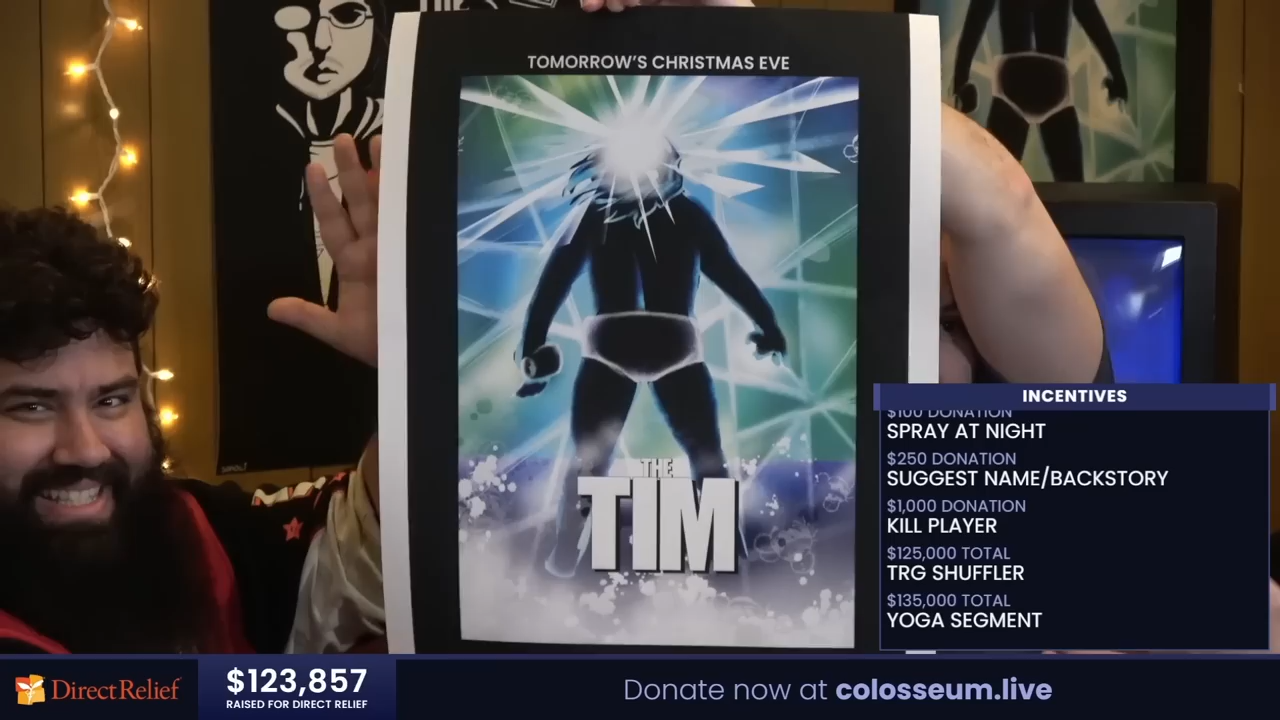 TOMORROW'S CHRISTMAS EVE
THE
TIM
INCENTIVES
$100 DONATION
SPRAY AT NIGHT
$250 DONATION
SUGGEST NAME/BACKSTORY
$1,000 DONATION
KILL PLAYER
$125,000 TOTAL
TRG SHUFFLER
$135,000 TOTAL
YOGA SEGMENT
DirectRelief
$123,857
RAISED FOR DIRECT RELIEF
Donate now at colosseum.live